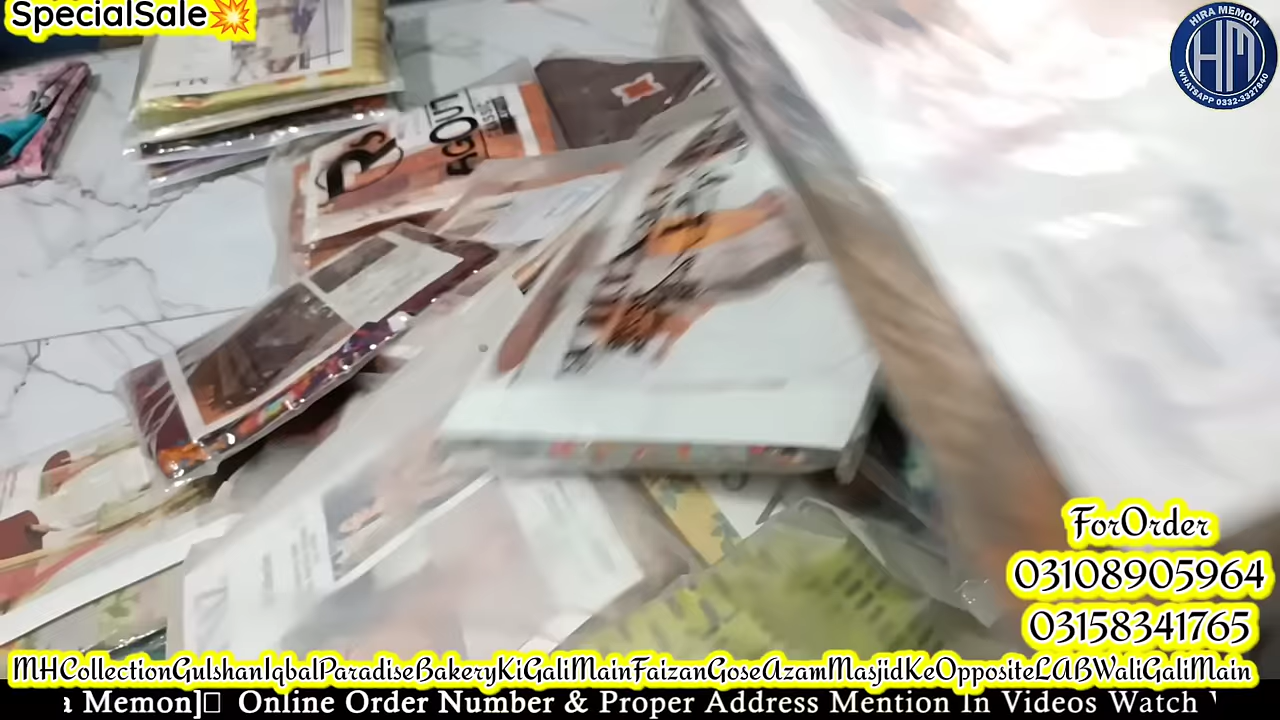 SpecialSale💥
HIRA MEMON
HM
WHATSAPP 0332-3327840
RS
ForOrder
03108905964
03158341765
MHCollectionGulshanIqbalParadiseBakeryKiGaliMainFaizanGoseAzamMasjidKeOppositeLABWaliGaliMain
a Memon] Online Order Number & Proper Address Mention In Videos Watch